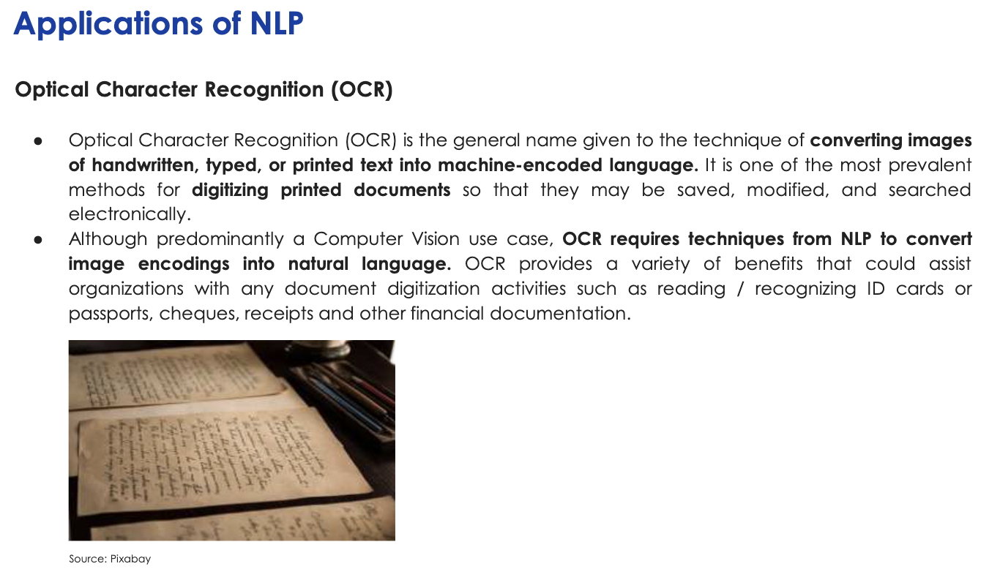 Applications of NLP
Optical Character Recognition (OCR)
● Optical Character Recognition (OCR) is the general name given to the technique of converting images
of handwritten, typed, or printed text into machine-encoded language. It is one of the most prevalent
methods for digitizing printed documents so that they may be saved, modified, and searched
electronically.
● Although predominantly a Computer Vision use case, OCR requires techniques from NLP to convert
image encodings into natural language. OCR provides a variety of benefits that could assist
organizations with any document digitization activities such as reading / recognizing ID cards or
passports, cheques, receipts and other financial documentation.
Source: Pixabay